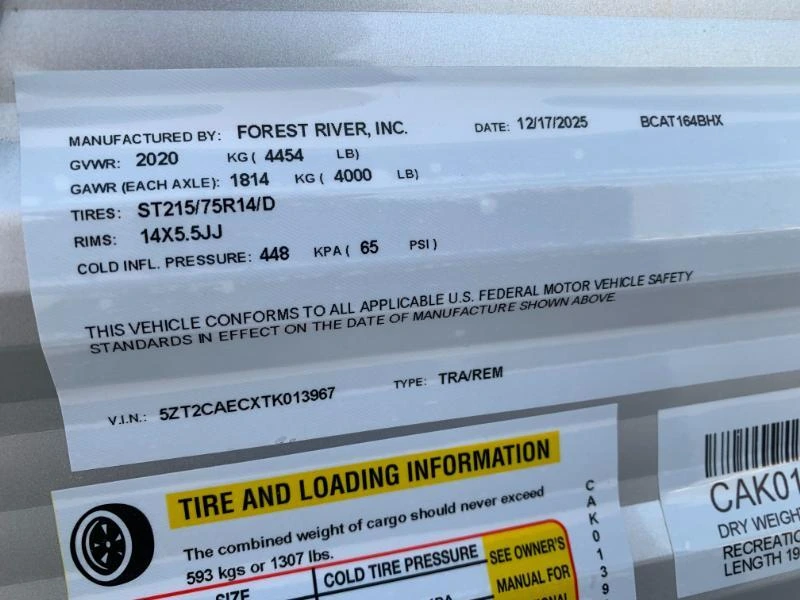 MANUFACTURED BY: FOREST RIVER, INC. DATE: 12/17/2025 BCAT164BHX
GVWR: 2020 KG ( 4454 LB)
GAWR (EACH AXLE): 1814 KG ( 4000 LB)
TIRES: ST215/75R14/D
RIMS: 14X5.5JJ
COLD INFL. PRESSURE: 448 KPA ( 65 PSI )
THIS VEHICLE CONFORMS TO ALL APPLICABLE U.S. FEDERAL MOTOR VEHICLE SAFETY
STANDARDS IN EFFECT ON THE DATE OF MANUFACTURE SHOWN ABOVE.
V.I.N.: 5ZT2CAECXTK013967 TYPE: TRA/REM
TIRE AND LOADING INFORMATION
The combined weight of cargo should never exceed
593 kgs or 1307 lbs.
SIZE COLD TIRE PRESSURE SEE OWNER'S
MANUAL FOR
CAK0139
CAK01
DRY WEIGH
RECREATIO
LENGTH 19